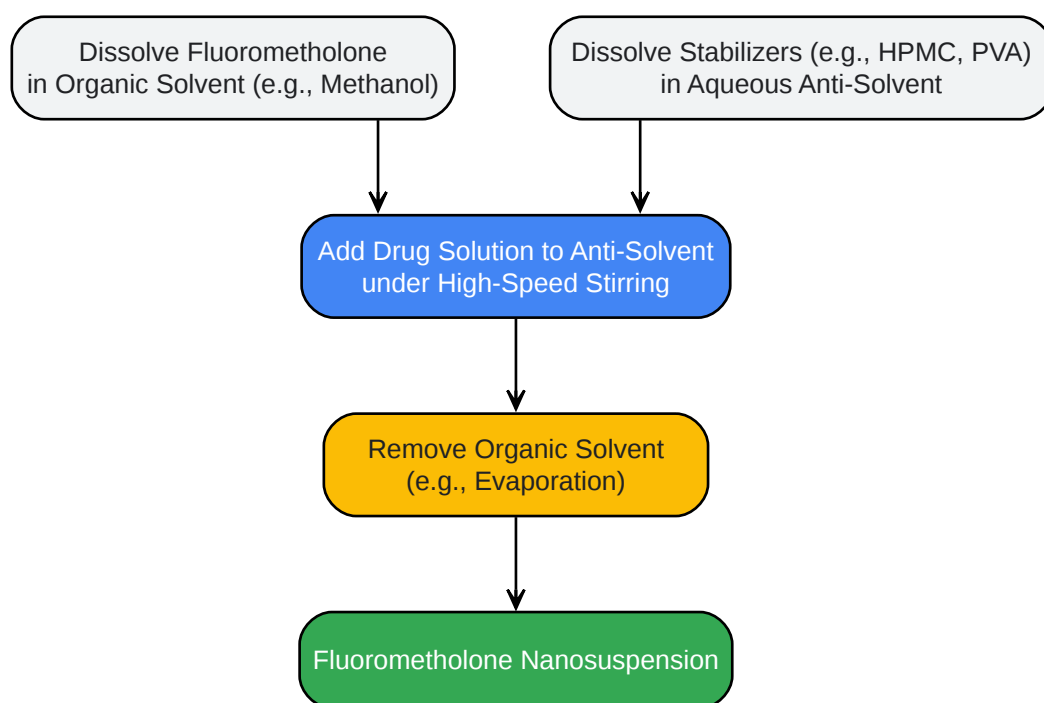 Dissolve Fluorometholone
in Organic Solvent (e.g., Methanol)
Dissolve Stabilizers (e.g., HPMC, PVA)
in Aqueous Anti-Solvent
Add Drug Solution to Anti-Solvent
under High-Speed Stirring
Remove Organic Solvent
(e.g., Evaporation)
Fluorometholone Nanosuspension